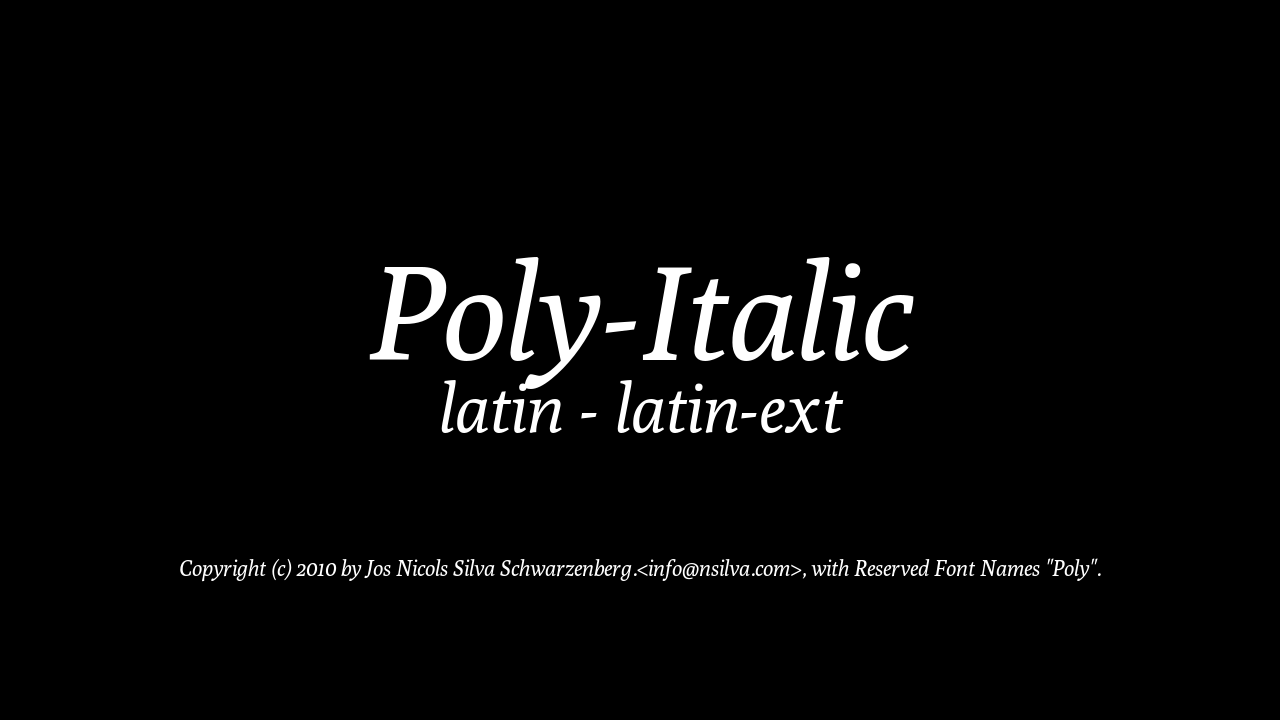 Poly-Italic
latin - latin-ext
Copyright (c) 2010 by Jos Nicols Silva Schwarzenberg.<info@nsilva.com>, with Reserved Font Names "Poly".